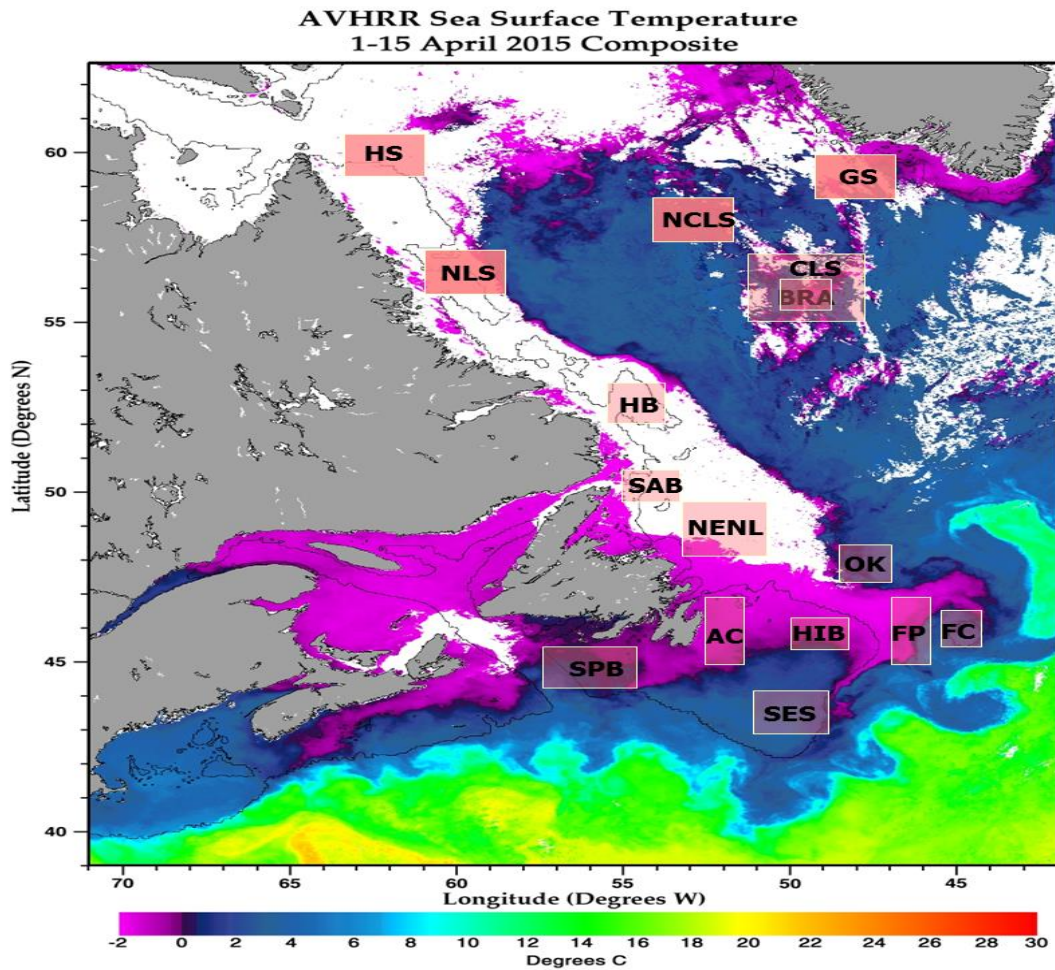 AVHRR Sea Surface Temperature
1-15 April 2015 Composite
Latitude (Degrees N)
60
55
50
45
40
HS
GS
NCLS
NLS
CLS
BRA
HB
SAB
NENL
OK
AC
HIB
FP
FC
SPB
SES
70 65 60 55 50 45
Longitude (Degrees W)
-2 0 2 4 6 8 10 12 14 16 18 20 22 24 26 28 30
Degrees C